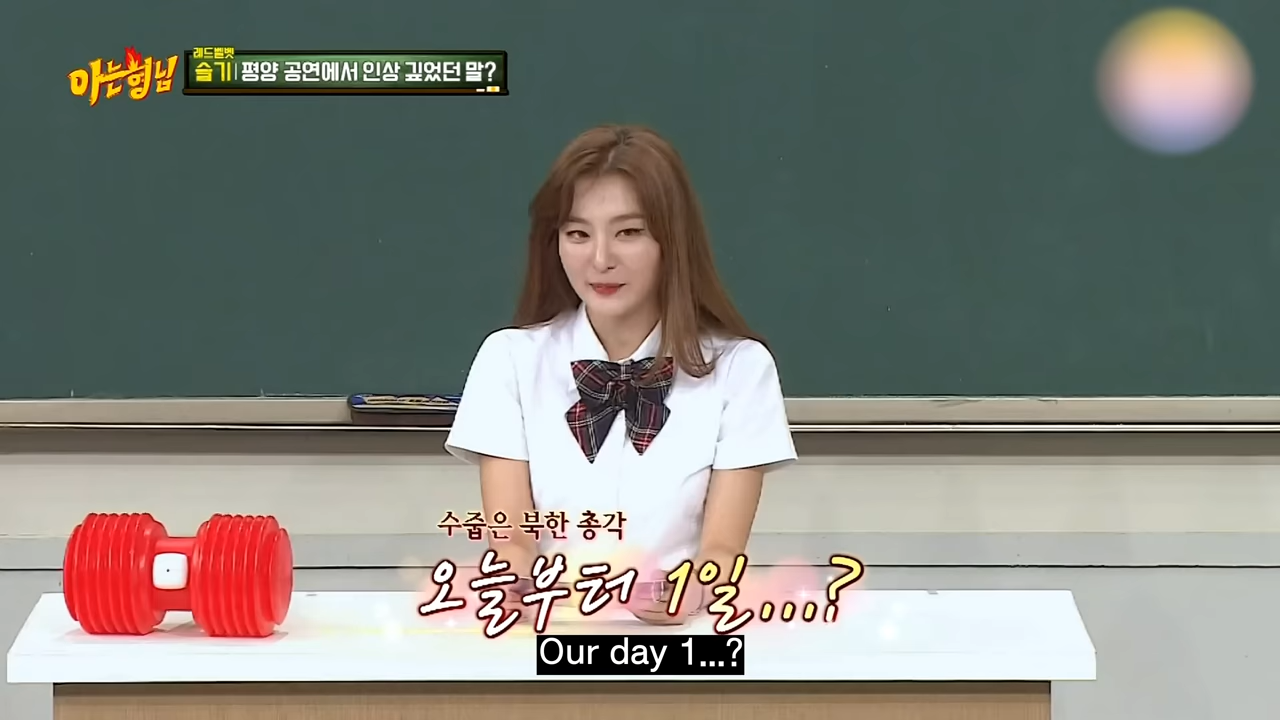 아는형님
레드벨벳
슬기 | 평양 공연에서 인상 깊었던 말?
수줍은 북한 총각
오늘부터 1일...?
Our day 1...?